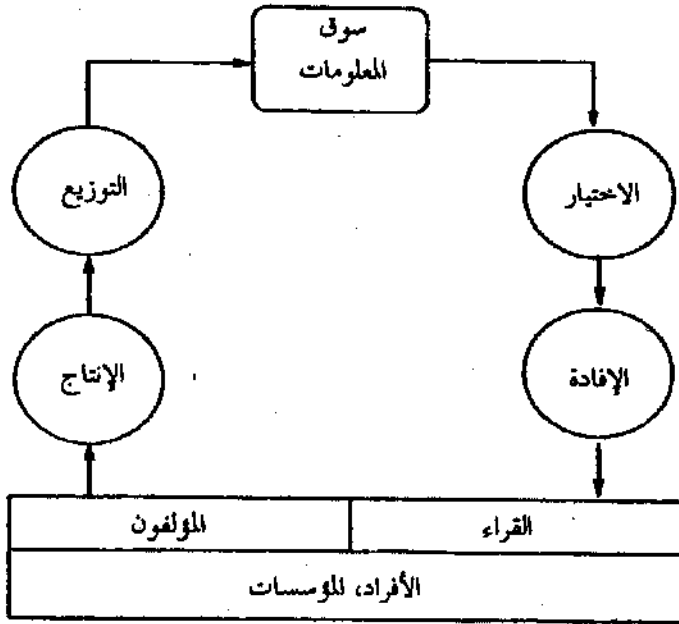 سوق
المعلومات
الاختيار
التوزيع
الإفادة
الإنتاج
القراء
المؤلفون
الأفراد، المؤسسات